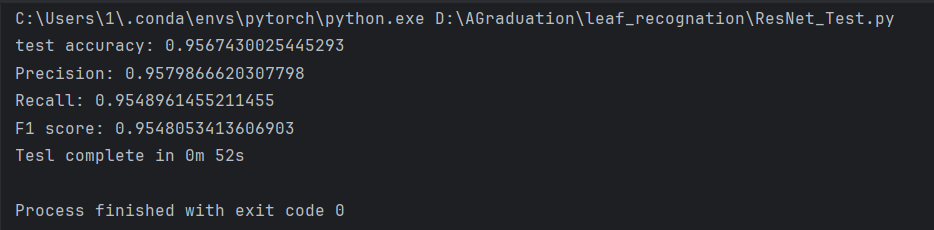 C:\Users\1\.conda\envs\pytorch\python.exe D:\AGraduation\leaf_recognation\ResNet_Test.py
test accuracy: 0.9567430025445293
Precision: 0.9579866620307798
Recall: 0.9548961455211455
F1 score: 0.9548053413606903
Tesl complete in 0m 52s
Process finished with exit code 0